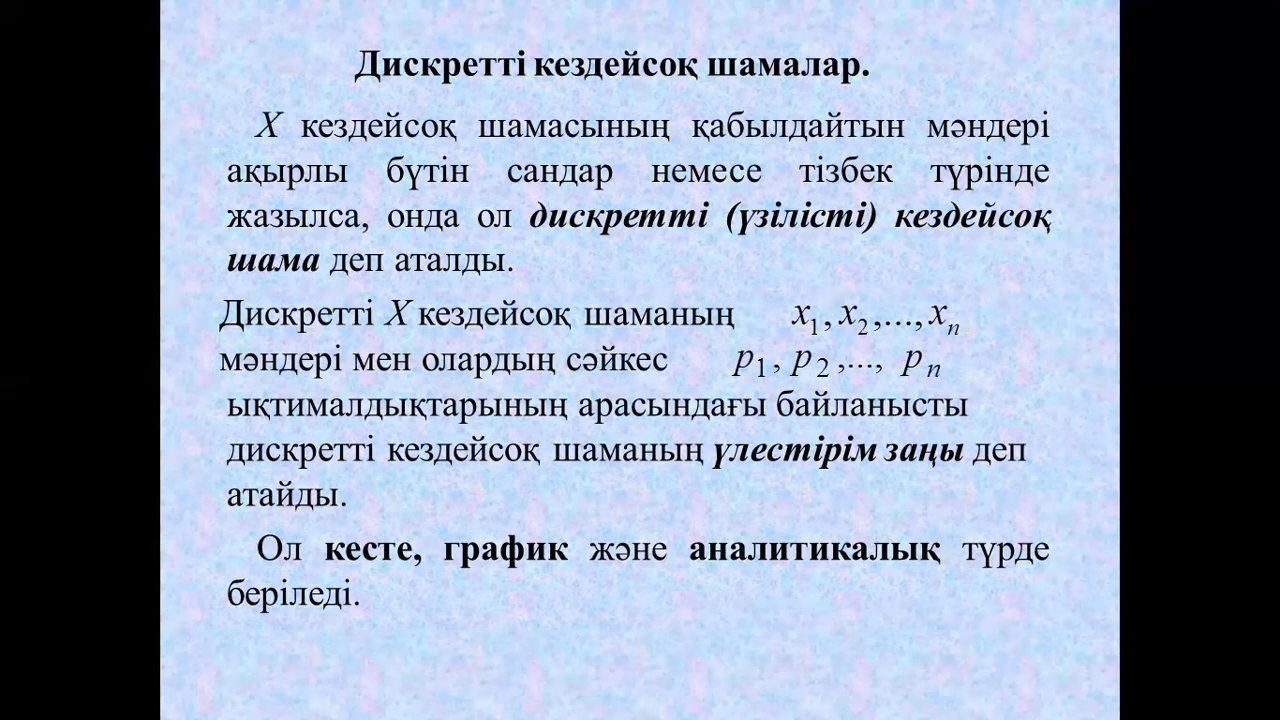 Дискретті кездейсоқ шамалар.
X кездейсоқ шамасының қабылдайтын мәндері
ақырлы бүтін сандар немесе тізбек түрінде
жазылса, онда ол дискретті (үзілісті) кездейсоқ
шама деп аталды.
Дискретті X кездейсоқ шаманың x₁, x₂,..., xₙ
мәндері мен олардың сәйкес p₁, p₂,..., pₙ
ықтималдықтарының арасындағы байланысты
дискретті кездейсоқ шаманың үлестірім заңы деп
атайды.
Ол кесте, график және аналитикалық түрде
беріледі.